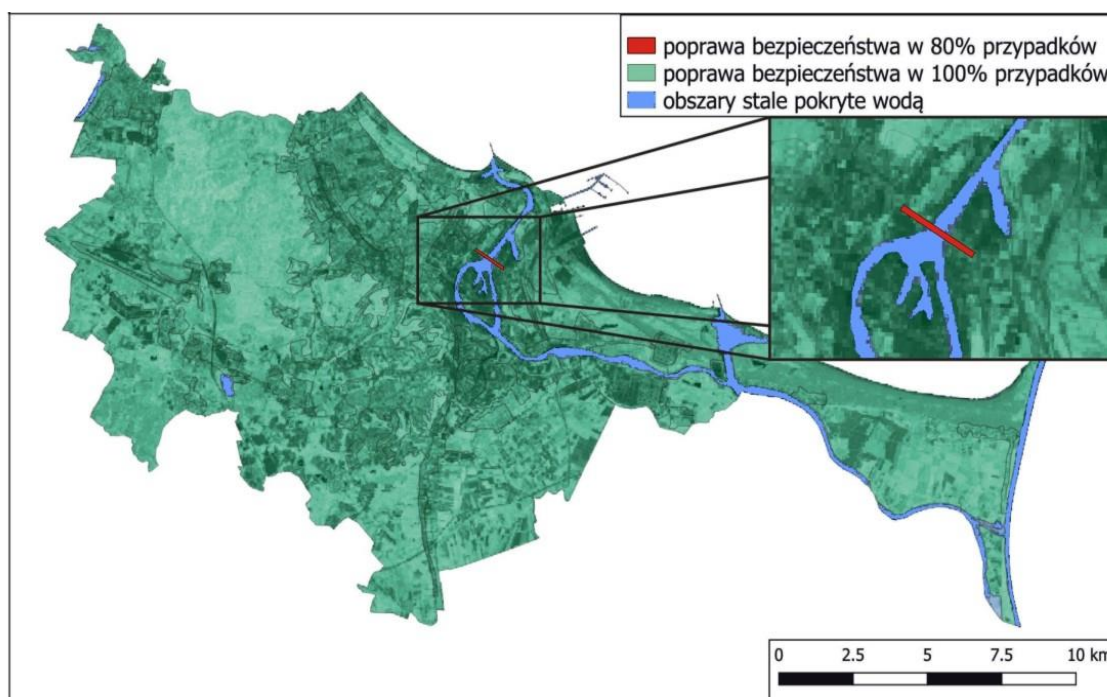 poprawa bezpieczeństwa w 80% przypadków
poprawa bezpieczeństwa w 100% przypadków
obszary stale pokryte wodą
0 2.5 5 7.5 10 km